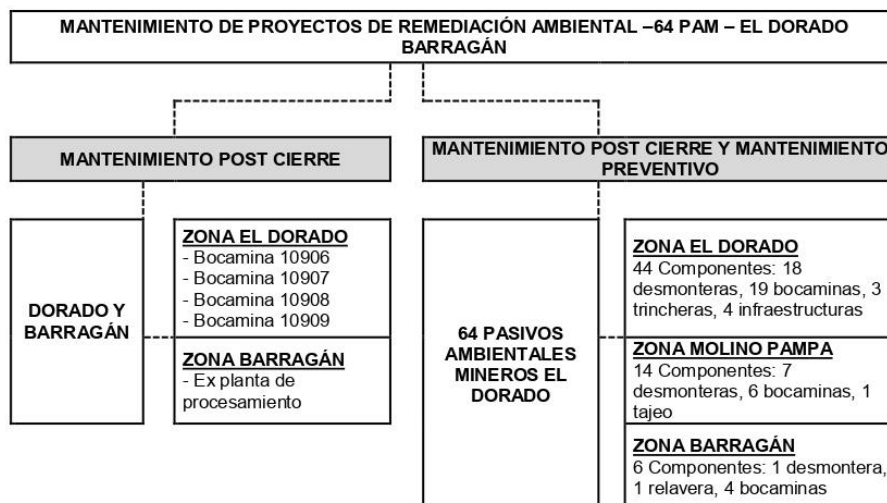 MANTENIMIENTO DE PROYECTOS DE REMEDIACIÓN AMBIENTAL –64 PAM – EL DORADO
BARRAGÁN
MANTENIMIENTO POST CIERRE
DORADO Y
BARRAGÁN
ZONA EL DORADO
- Bocamina 10906
- Bocamina 10907
- Bocamina 10908
- Bocamina 10909
ZONA BARRAGÁN
- Ex planta de
procesamiento
MANTENIMIENTO POST CIERRE Y MANTENIMIENTO
PREVENTIVO
64 PASIVOS
AMBIENTALES
MINEROS EL
DORADO
ZONA EL DORADO
44 Componentes: 18
desmonteras, 19 bocaminas, 3
trincheras, 4 infraestructuras
ZONA MOLINO PAMPA
14 Componentes: 7
desmonteras, 6 bocaminas, 1
tajeo
ZONA BARRAGÁN
6 Componentes: 1 desmontera,
1 relavera, 4 bocaminas